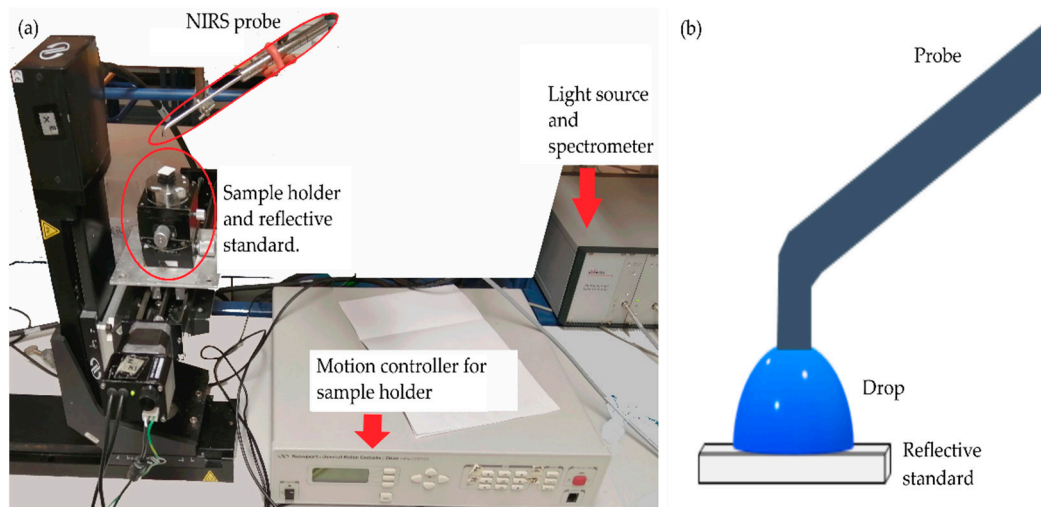 (a)
NIRS probe
Light source
and
spectrometer
Sample holder
and reflective
standard.
Motion controller for
sample holder
(b)
Probe
Drop
Reflective
standard